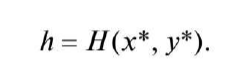 h = H(x*, y*).